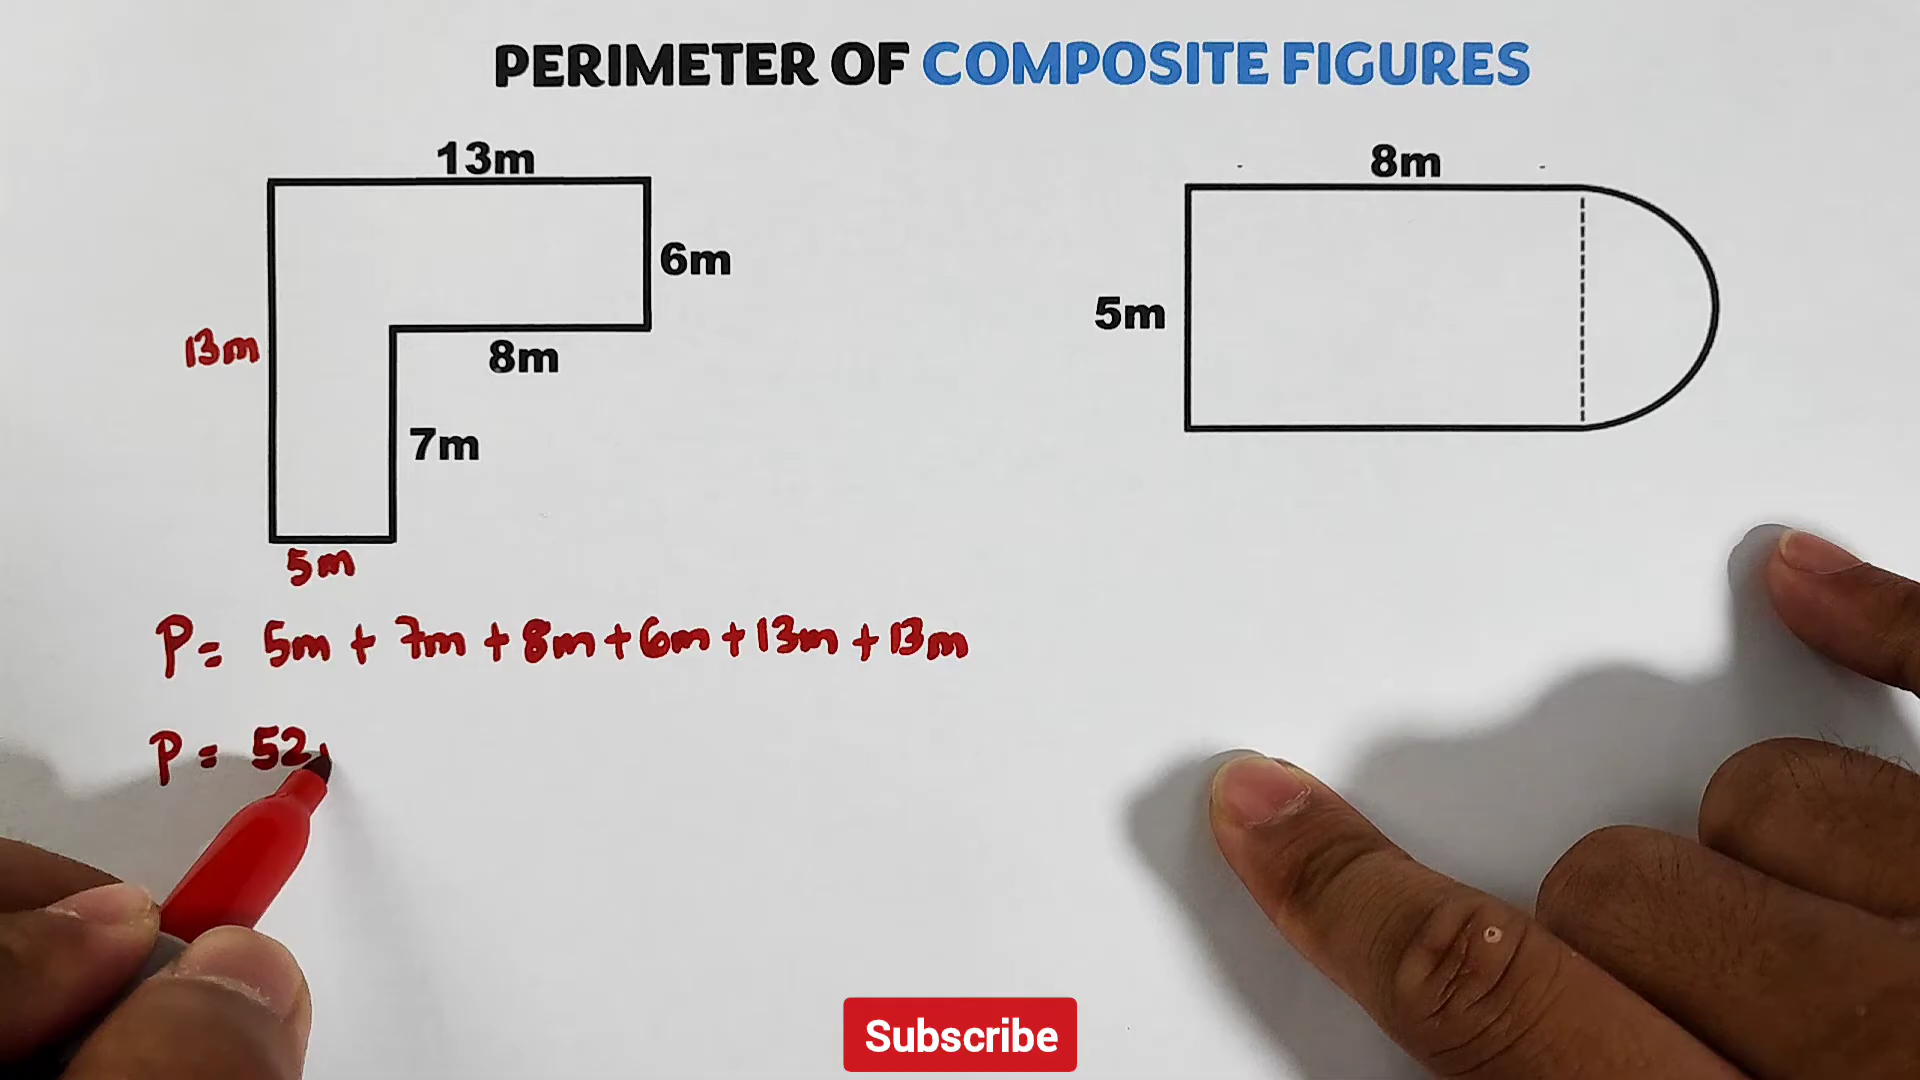 PERIMETER OF COMPOSITE FIGURES
13m
6m
13m
8m
7m
5m
8m
5m
P= 5m + 7m + 8m + 6m + 13m + 13m
P = 52
Subscribe